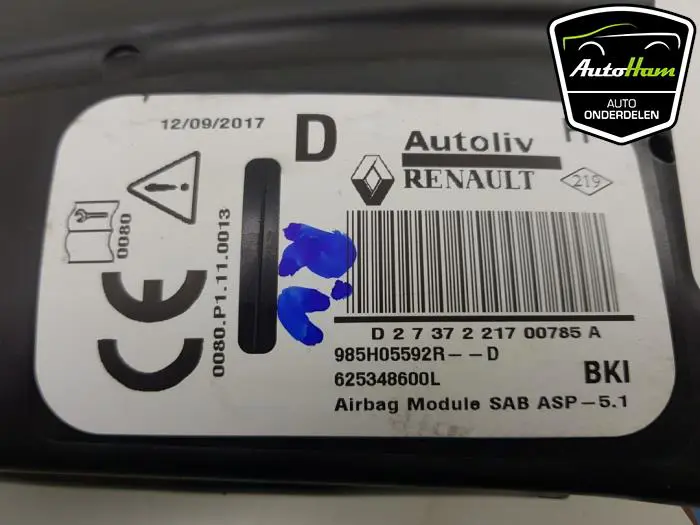 AutoHam
AUTO
ONDERDELEN
12/09/2017
D
Autoliv
RENAULT
219
0080
0080.P1.11.0013
CE
D 2 7 37 2 217 00785 A
985H05592R--D
625348600L
BKI
Airbag Module SAB ASP-5.1